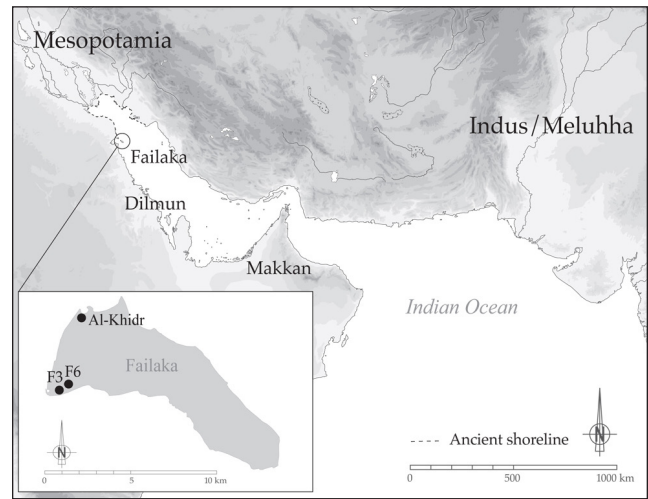 Mesopotamia
Indus/Meluhha
Failaka
Dilmun
Makkan
Indian Ocean
Al-Khidr
Failaka
F3 F6
N
0 5 10 km
Ancient shoreline
N
0 500 1000 km